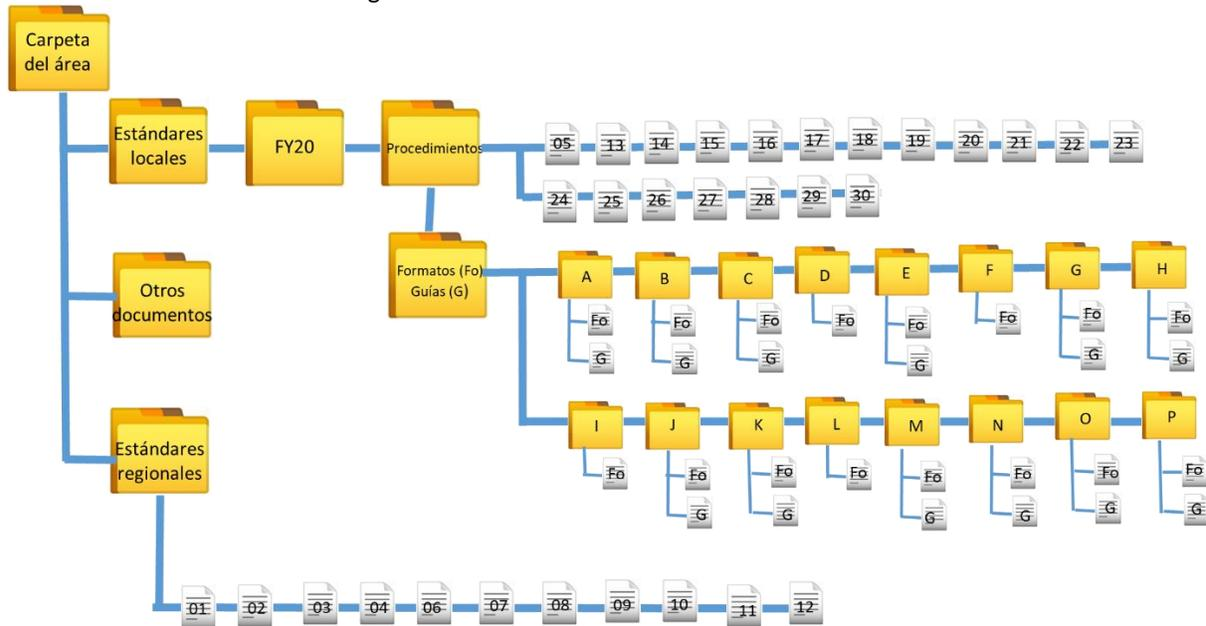 Carpeta
del área
Estándares
locales
FY20
Procedimientos
05 13 14 15 16 17 18 19 20 21 22 23
24 25 26 27 28 29 30
Formatos (Fo)
Guías (G)
A B C D E F G H
Fo Fo Fo Fo Fo Fo Fo Fo
G G G G G G
Otros
documentos
I J K L M N O P
Fo Fo Fo Fo Fo Fo Fo Fo
G G G G G G
Estándares
regionales
01 02 03 04 06 07 08 09 10 11 12